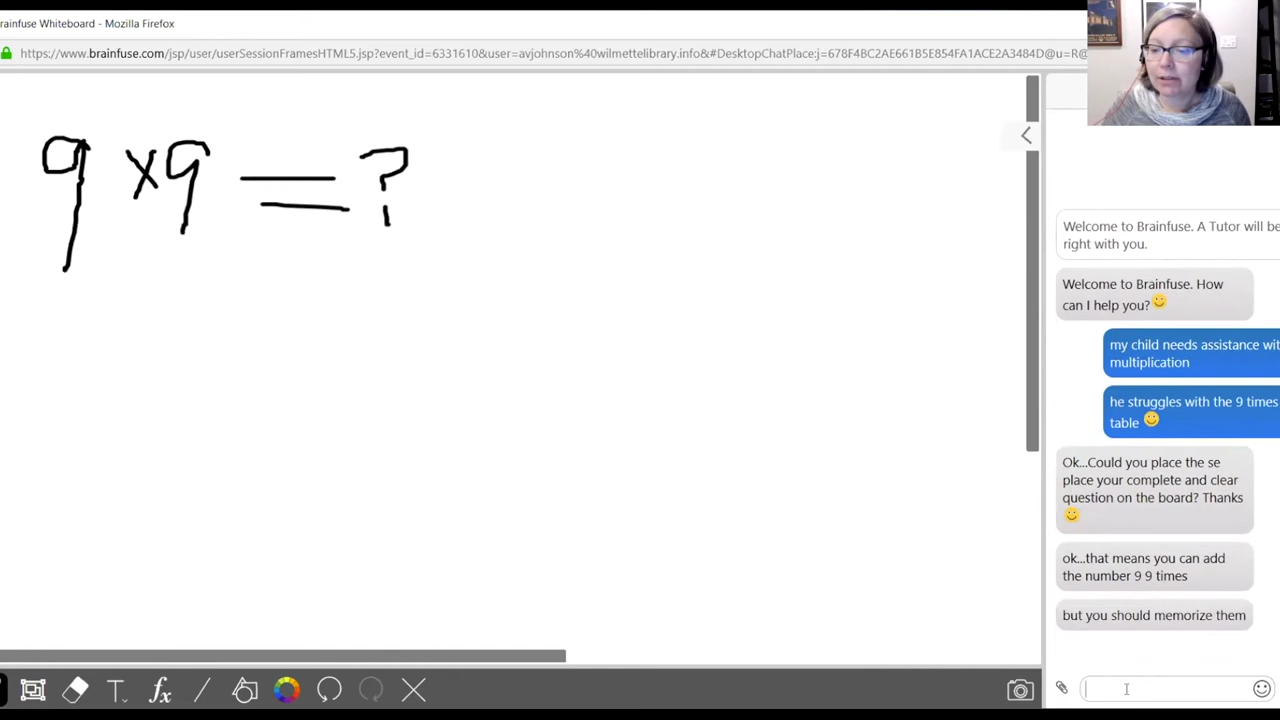 rainfuse Whiteboard - Mozilla Firefox
https://www.brainfuse.com/jsp/user/userSessionFramesHTML5.jsp?event_id=6331610&user=avjohnson%40wilmettelibrary.info&#DesktopChatPlace:j=678F4BC2AE661B5E854FA1ACE2A3484D@u=R@
9 x 9 = ?
Welcome to Brainfuse. A Tutor will be
right with you.
Welcome to Brainfuse. How
can I help you?
my child needs assistance wit
multiplication
he struggles with the 9 times
table
Ok...Could you place the se
place your complete and clear
question on the board? Thanks
ok...that means you can add
the number 9 9 times
but you should memorize them
T
fx